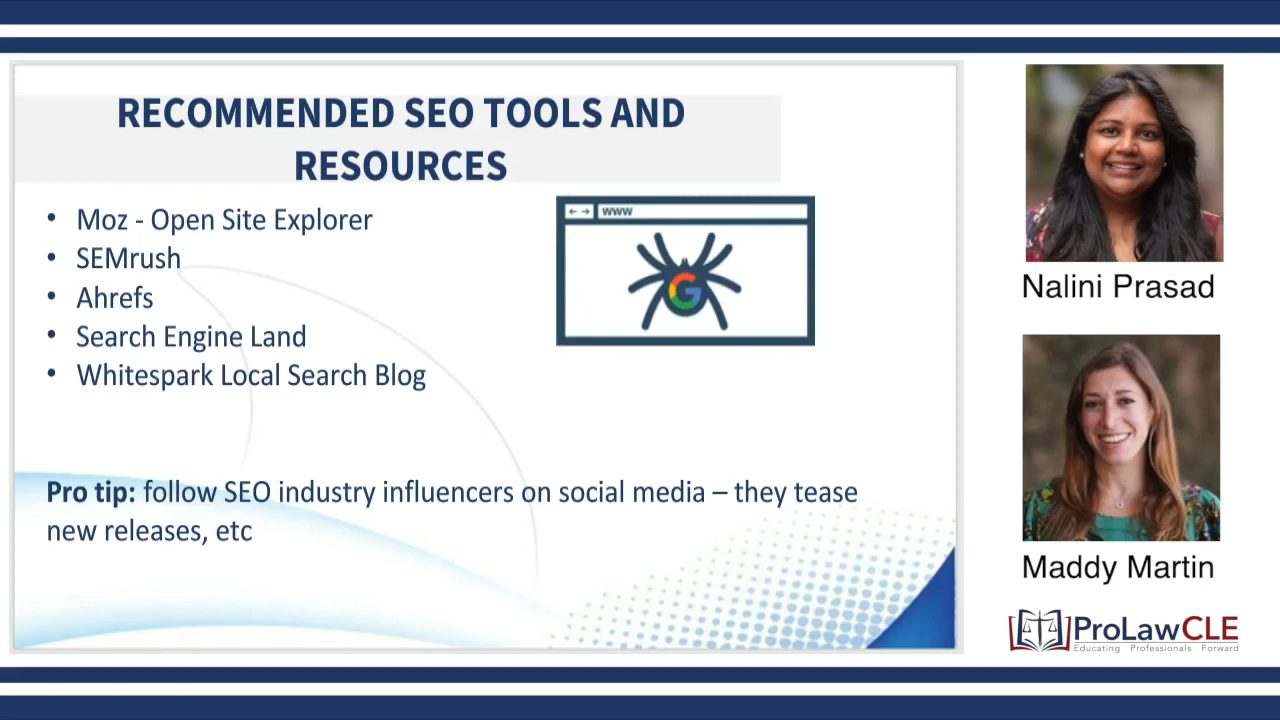 RECOMMENDED SEO TOOLS AND
RESOURCES
• Moz - Open Site Explorer
• SEMrush
• Ahrefs
• Search Engine Land
• Whitespark Local Search Blog
www
G
Pro tip: follow SEO industry influencers on social media – they tease
new releases, etc
Nalini Prasad
Maddy Martin
ProLawCLE
Educating Professionals Forward